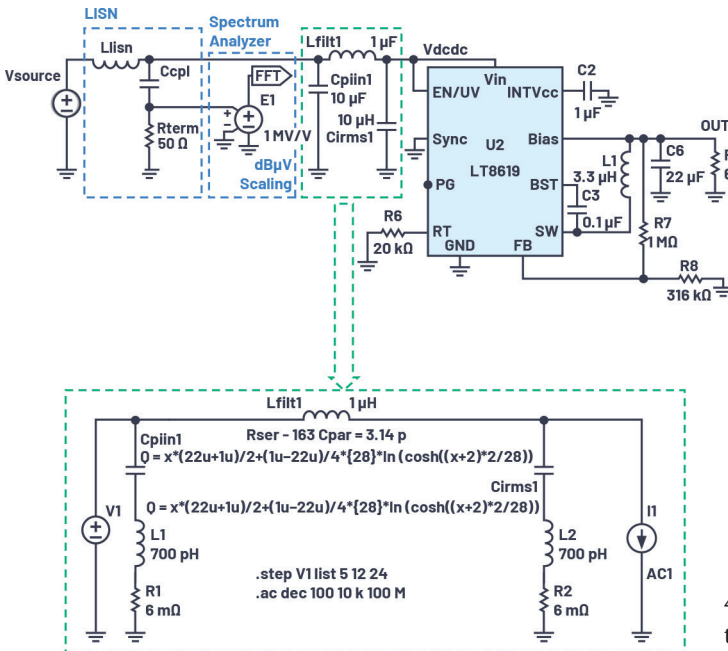 LISN
Spectrum
Analyzer
Llisn
Lfilt1
1 µF
Vdcdc
Vsource
Ccpl
FFT
Cpiin1
10 µF
E1
+
−
Rterm
50 Ω
1 MV/V
10 µH
Cirms1
dBµV
Scaling
Vin
EN/UV
INTVcc
C2
1 µF
OUT
Sync
U2
Bias
LT8619
L1
3.3 µH
C6
22 µF
R
6
PG
BST
C3
0.1 µF
R7
1 MΩ
R6
20 kΩ
RT
SW
GND
FB
R8
316 kΩ
Lfilt1
1 µH
Cpiin1
Rser - 163 Cpar = 3.14 p
Q = x*(22u+1u)/2+(1u-22u)/4*{28}*ln (cosh((x+2)*2/28))
Cirms1
Q = x*(22u+1u)/2+(1u-22u)/4*{28}*ln (cosh((x+2)*2/28))
V1
I1
L1
700 pH
L2
700 pH
AC1
.step V1 list 5 12 24
.ac dec 100 10 k 100 M
R1
6 mΩ
R2
6 mΩ
4
t